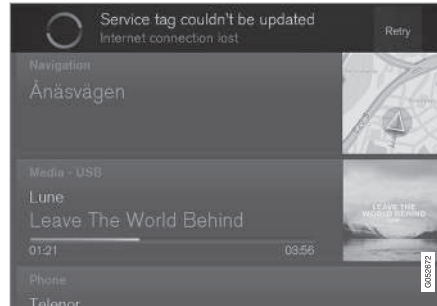 Service tag couldn't be updated
Internet connection lost
Retry
Navigation
Ånäsvägen
Media - USB
Lune
Leave The World Behind
01:21
03:56
LEAVE THE
WORLD BEHIND
Phone
Telenor
G052672